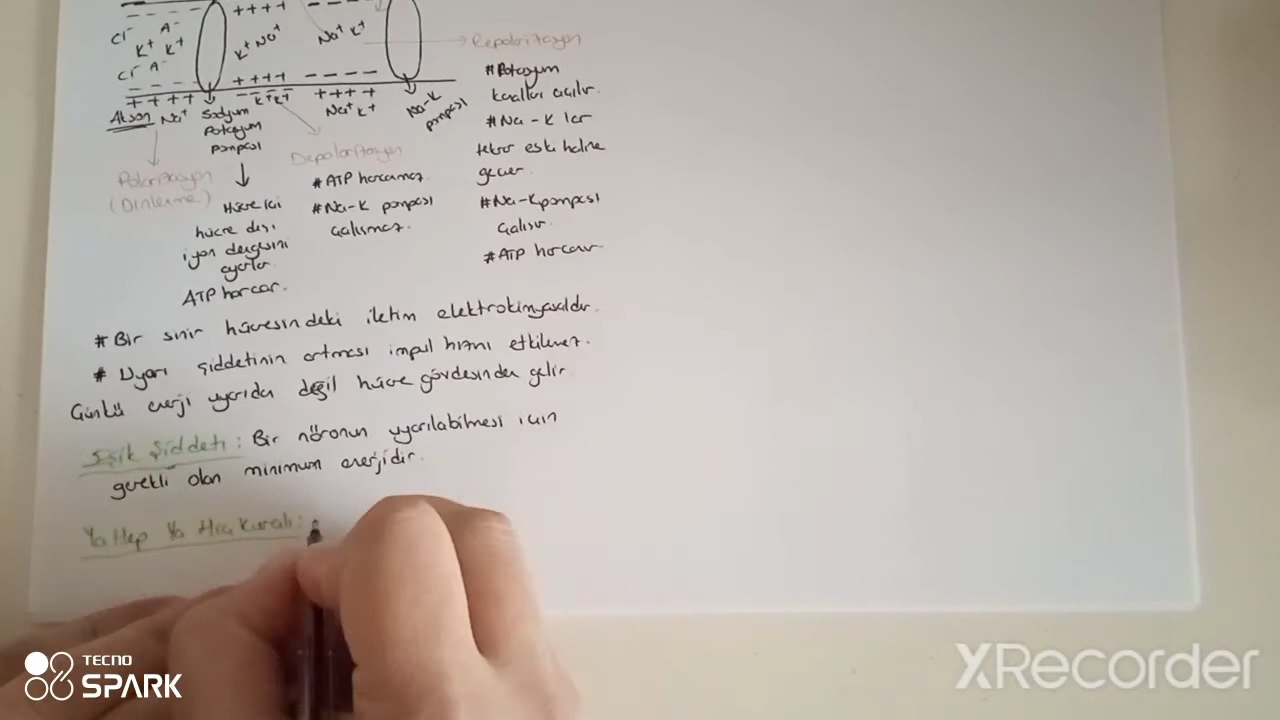 Cl⁻ A⁻
K⁺ K⁺
Cl⁻ A⁻
++++
K⁺ Na⁺
Na⁺ K⁺
++++ ----
++++ Na⁺
K⁺K⁺
++++
Na⁺ K⁺
Akson
Sodyum
Potasyum
pompası
Na-K
pompası
Polarizasyon
(Dinlenme)
Hücre içi
hücre dışı
iyon dengesini
ayarlar
ATP harcar.
Depolarizasyon
#ATP harcamaz.
#Na-K pompası
çalışmaz.
Repolarizasyon
#Potasyum
kanalları açılır.
#Na-K lar
tekrar eski haline
geçer.
#Na-K pompası
çalışır.
#ATP harcanır.
# Bir sinir hücresindeki iletim elektrokimyasaldır.
# Uyarı şiddetinin artması impuls hızını etkilemez.
Çünkü enerji uyarıdan değil hücre gövdesinden gelir.
Eşik Şiddeti: Bir nöronun uyarılabilmesi için
gerekli olan minimum enerjidir.
Ya Hep Ya Hiç Kuralı:
TECNO
SPARK
XRecorder